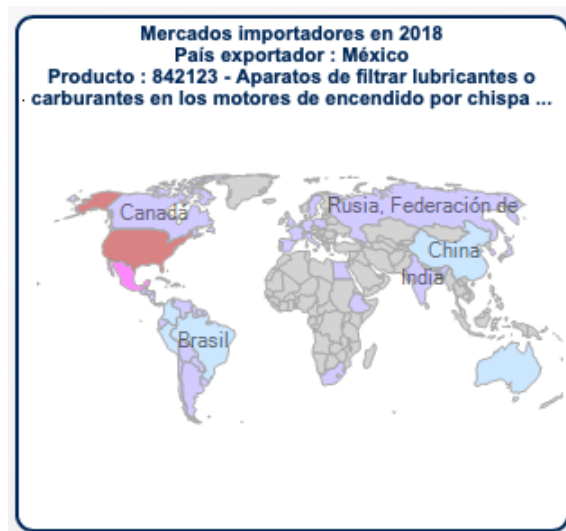 Mercados importadores en 2018
País exportador : México
Producto : 842123 - Aparatos de filtrar lubricantes o
carburantes en los motores de encendido por chispa ...
Canadá
Rusia, Federación de
China
India
Brasil